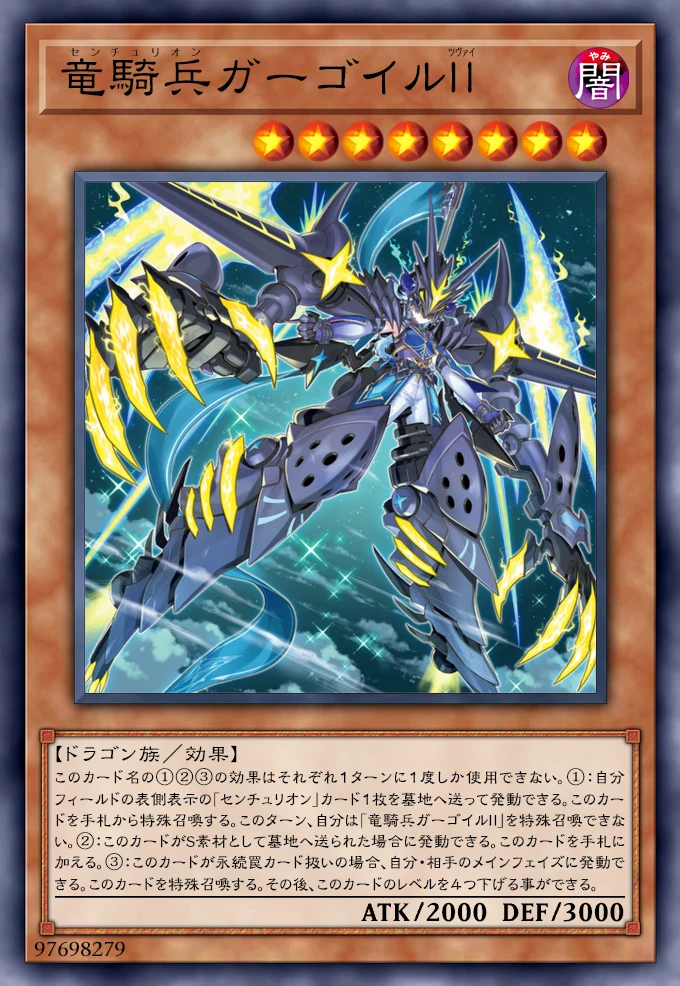 センチュリオン ツヴァイ
竜騎兵ガーゴイルII
やみ
闇
【ドラゴン族／効果】
このカード名の①②③の効果はそれぞれ１ターンに１度しか使用できない。①：自分
フィールドの表側表示の「センチュリオン」カード１枚を墓地へ送って発動できる。このカー
ドを手札から特殊召喚する。このターン、自分は「竜騎兵ガーゴイルII」を特殊召喚できな
い。②：このカードがS素材として墓地へ送られた場合に発動できる。このカードを手札に
加える。③：このカードが永続罠カード扱いの場合、自分・相手のメインフェイズに発動で
きる。このカードを特殊召喚する。その後、このカードのレベルを４つ下げる事ができる。
ATK/2000 DEF/3000
97698279